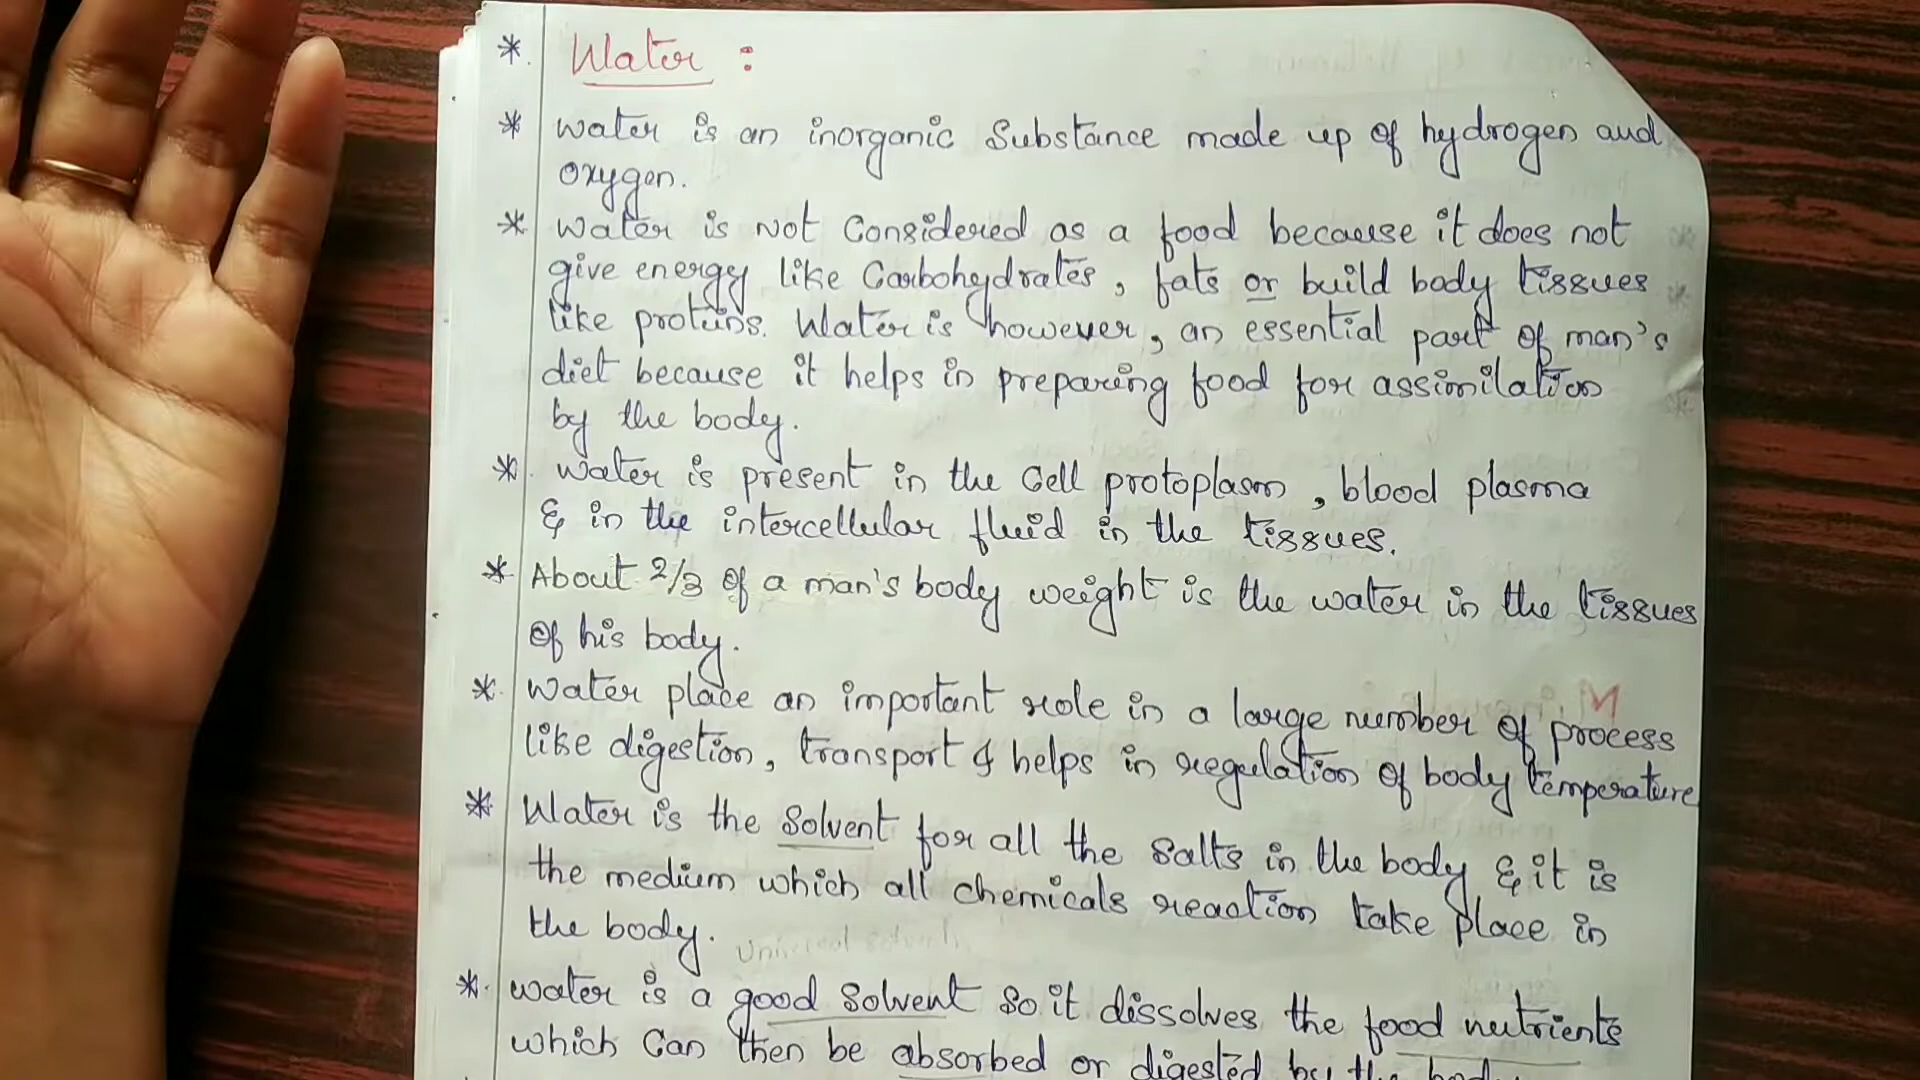 * Water :
* water is an inorganic Substance made up of hydrogen and
oxygen.
* Water is not Considered as a food because it does not
give energy like Carbohydrates, fats or build body tissues
like proteins. Water is however, an essential part of man's
diet because it helps in preparing food for assimilation
by the body.
* water is present in the Cell protoplasm, blood plasma
& in the intercellular fluid in the tissues.
* About 2/3 of a man's body weight is the water in the tissues
of his body.
* Water place an important role in a large number of process
like digestion, transport & helps in regulation of body temperature
* Water is the Solvent for all the Salts in the body & it is
the medium which all chemicals reaction take place in
the body.
* water is a good Solvent So it dissolves the food nutrients
which Can then be absorbed or digested by the body